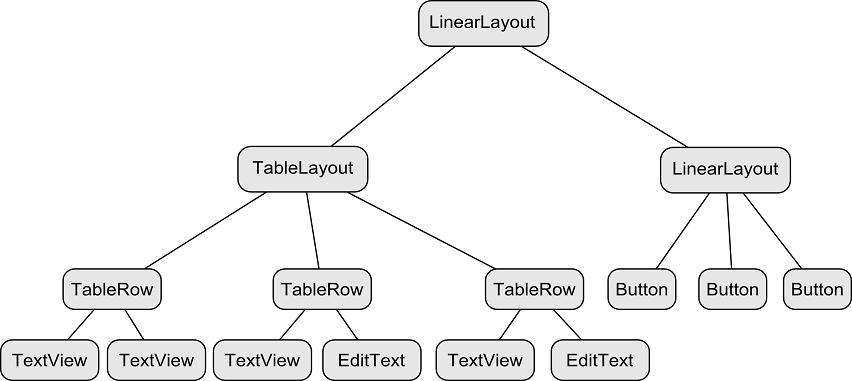 LinearLayout
TableLayout
LinearLayout
TableRow
TableRow
TableRow
Button
Button
Button
TextView
TextView
TextView
EditText
TextView
EditText